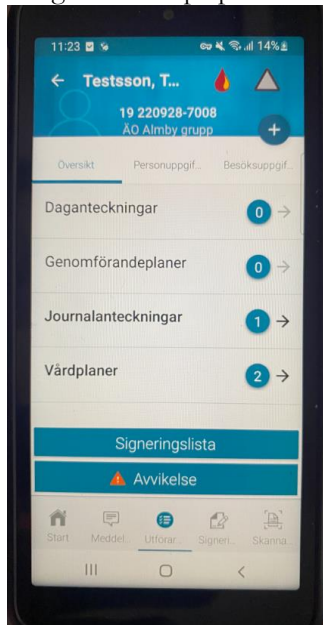 11:23 14%
Testsson, T...
19 220928-7008
ÄO Almby grupp
Översikt Personuppgif... Besöksuppgif...
Daganteckningar 0
Genomförandeplaner 0
Journalanteckningar 1
Vårdplaner 2
Signeringslista
Avvikelse
Start Meddel... Utförar... Signeri... Skanna